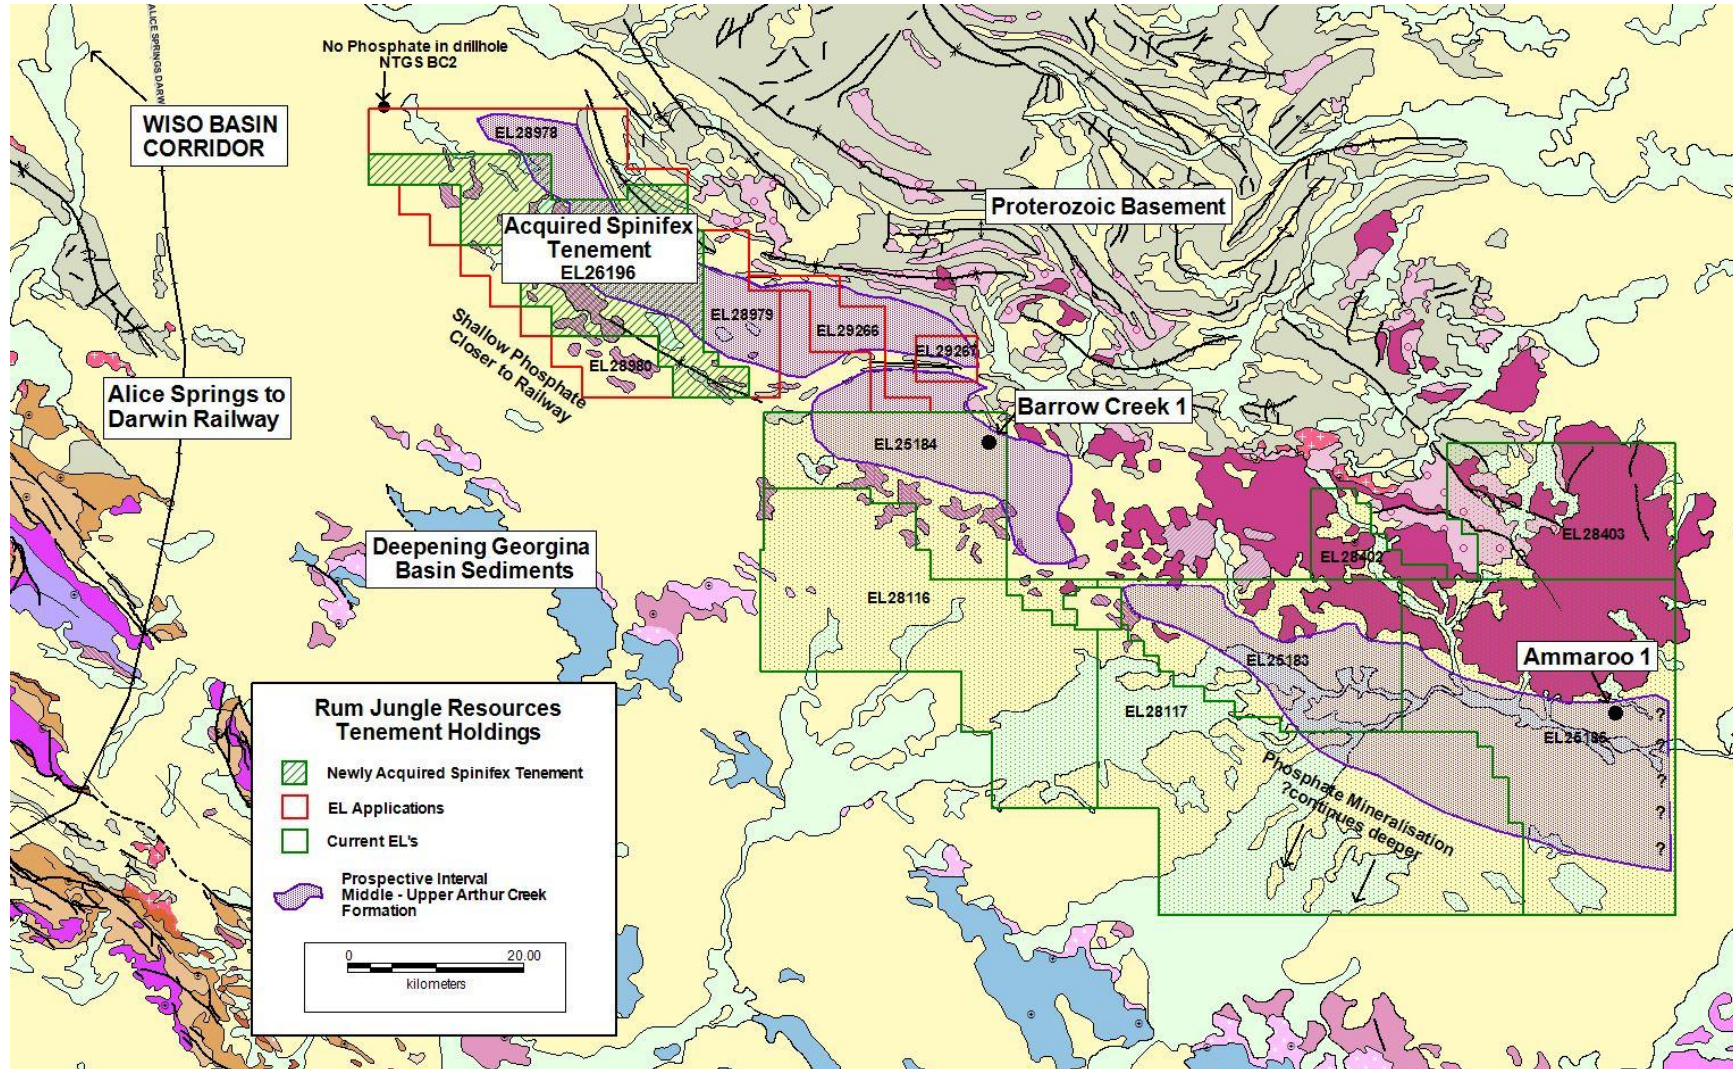 ALICE SPRINGS DARW
No Phosphate in drillhole
NTGS BC2
WISO BASIN
CORRIDOR
EL28978
Proterozoic Basement
Acquired Spinifex
Tenement
EL26196
EL28979
EL29266
EL29267
Shallow Phosphate
Closer to Railway
EL28980
Alice Springs to
Darwin Railway
Barrow Creek 1
EL25184
Deepening Georgina
Basin Sediments
EL28402
EL28403
EL28116
EL25183
Ammaroo 1
EL28117
EL25185
?
?
?
?
?
Phosphate Mineralisation
?continues deeper
Rum Jungle Resources
Tenement Holdings
Newly Acquired Spinifex Tenement
EL Applications
Current EL's
Prospective Interval
Middle - Upper Arthur Creek
Formation
0 20.00
kilometers